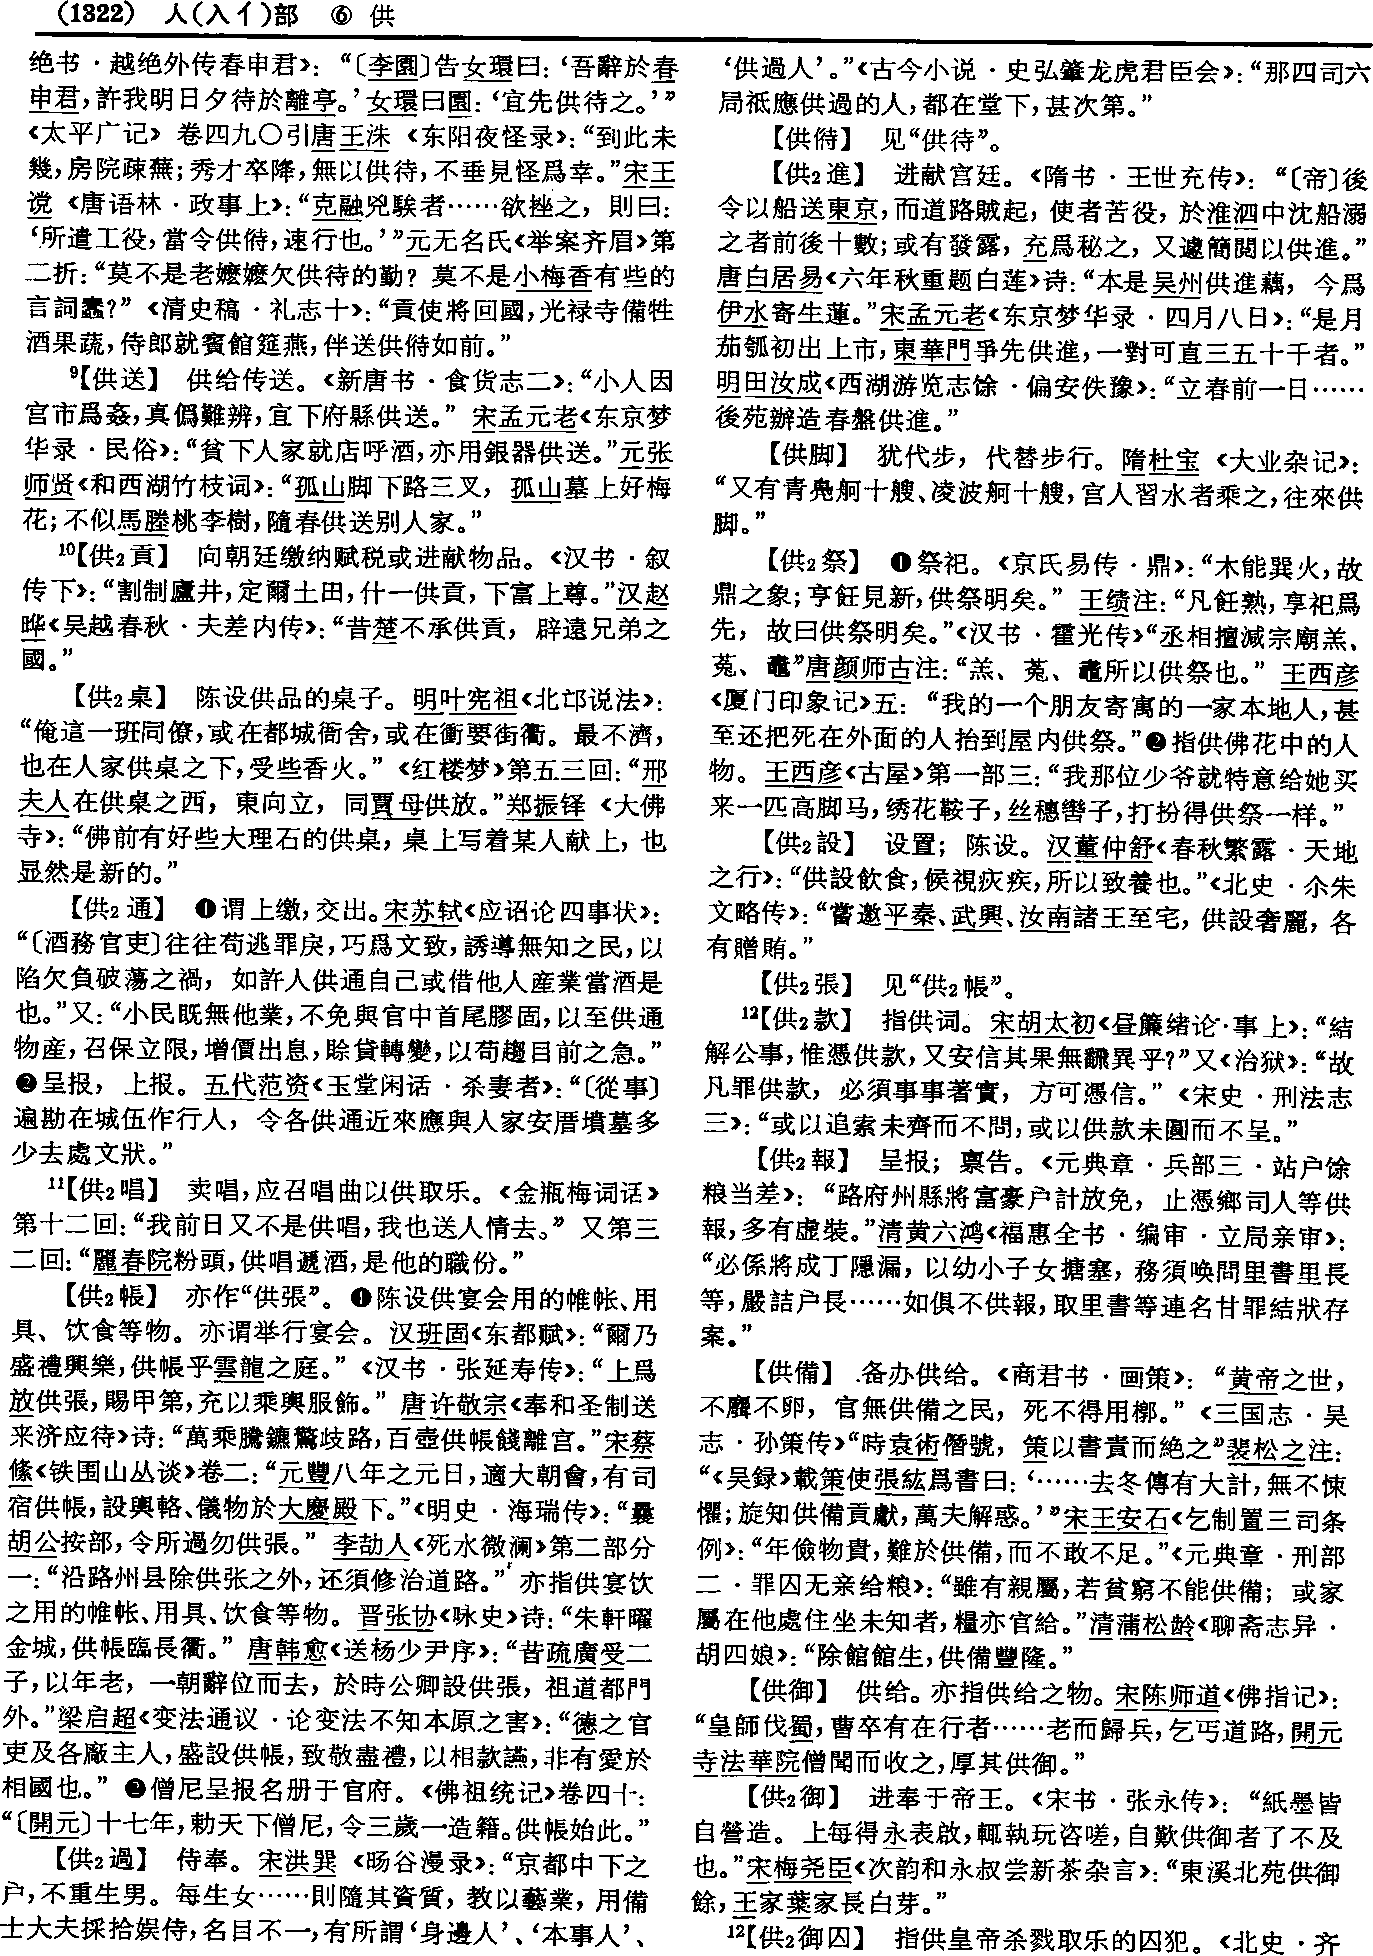 (1322) 人(入亻)部 ⑥ 供
绝书·越绝外传春申君》：“〔李園〕告女環曰：‘吾辭於春
申君，許我明日夕待於離亭。’女環曰園：‘宜先供待之。’”
《太平广记》卷四九〇引唐王洙《东阳夜怪录》：“到此未
幾，房院疎蕪；秀才卒降，無以供待，不垂見怪爲幸。”宋王
谠《唐语林·政事上》：“克融兇騃者……欲挫之，則曰：
‘所遣工役，當令供偫，速行也。’”元无名氏《举案齐眉》第
二折：“莫不是老嬷嬷欠供待的勤？莫不是小梅香有些的
言詞蠢？”《清史稿·礼志十》：“貢使將回國，光禄寺備牲
酒果蔬，侍郎就賓館筵燕，伴送供偫如前。”
9【供送】 供给传送。《新唐书·食货志二》：“小人因
宫市爲姦，真僞難辨，宜下府縣供送。”宋孟元老《东京梦
华录·民俗》：“貧下人家就店呼酒，亦用銀器供送。”元张
师贤《和西湖竹枝词》：“孤山脚下路三叉，孤山墓上好梅
花；不似馬塍桃李樹，隨春供送别人家。”
10【供2貢】 向朝廷缴纳赋税或进献物品。《汉书·叙
传下》：“割制廬井，定爾土田，什一供貢，下富上尊。”汉赵
晔《吴越春秋·夫差内传》：“昔楚不承供貢，辟遠兄弟之
國。”
【供2桌】 陈设供品的桌子。明叶宪祖《北邙说法》：
“俺這一班同僚，或在都城衙舍，或在衝要街衢。最不濟，
也在人家供桌之下，受些香火。”《红楼梦》第五三回：“邢
夫人在供桌之西，東向立，同賈母供放。”郑振铎《大佛
寺》：“佛前有好些大理石的供桌，桌上写着某人献上，也
显然是新的。”
【供2通】 ❶谓上缴，交出。宋苏轼《应诏论四事状》：
“〔酒務官吏〕往往苟逃罪戾，巧爲文致，誘導無知之民，以
陷欠負破蕩之禍，如許人供通自己或借他人産業當酒是
也。”又：“小民既無他業，不免與官中首尾膠固，以至供通
物産，召保立限，增價出息，賒貸轉變，以苟趨目前之急。”
❷呈报，上报。五代范资《玉堂闲话·杀妻者》：“〔從事〕
遍勘在城伍作行人，令各供通近來應與人家安厝墳墓多
少去處文狀。”
11【供2唱】 卖唱，应召唱曲以供取乐。《金瓶梅词话》
第十二回：“我前日又不是供唱，我也送人情去。”又第三
二回：“麗春院粉頭，供唱遞酒，是他的職份。”
【供2帳】 亦作“供張”。❶陈设供宴会用的帷帐、用
具、饮食等物。亦谓举行宴会。汉班固《东都赋》：“爾乃
盛禮興樂，供帳乎雲龍之庭。”《汉书·张延寿传》：“上爲
放供張，賜甲第，充以乘輿服飾。”唐许敬宗《奉和圣制送
来济应待》诗：“萬乘騰鑣驚歧路，百壺供帳餞離宫。”宋蔡
絛《铁围山丛谈》卷二：“元豐八年之元日，適大朝會，有司
宿供帳，設輿輅、儀物於大慶殿下。”《明史·海瑞传》：“曩
胡公按部，令所過勿供張。”李劼人《死水微澜》第二部分
一：“沿路州县除供张之外，还須修治道路。”亦指供宴饮
之用的帷帐、用具、饮食等物。晋张协《咏史》诗：“朱軒曜
金城，供帳臨長衢。”唐韩愈《送杨少尹序》：“昔疏廣受二
子，以年老，一朝辭位而去，於時公卿設供張，祖道都門
外。”梁启超《变法通议·论变法不知本原之害》：“德之官
吏及各廠主人，盛設供帳，致敬盡禮，以相款讌，非有愛於
相國也。”❷僧尼呈报名册于官府。《佛祖统记》卷四十：
“〔開元〕十七年，勅天下僧尼，令三歲一造籍。供帳始此。”
【供2過】 侍奉。宋洪巽《旸谷漫录》：“京都中下之
户，不重生男。每生女……則隨其資質，教以藝業，用備
士大夫採拾娱侍，名目不一，有所謂‘身邊人’、‘本事人’、
‘供過人’。”《古今小说·史弘肇龙虎君臣会》：“那四司六
局祇應供過的人，都在堂下，甚次第。”
【供偫】 见“供待”。
【供2進】 进献宫廷。《隋书·王世充传》：“〔帝〕後
令以船送東京，而道路賊起，使者苦役，於淮泗中沈船溺
之者前後十數；或有發露，充爲秘之，又遽簡閲以供進。”
唐白居易《六年秋重题白莲》诗：“本是吴州供進藕，今爲
伊水寄生蓮。”宋孟元老《东京梦华录·四月八日》：“是月
茄瓠初出上市，東華門爭先供進，一對可直三五十千者。”
明田汝成《西湖游览志馀·偏安佚豫》：“立春前一日……
後苑辦造春盤供進。”
【供脚】 犹代步，代替步行。隋杜宝《大业杂记》：
“又有青凫舸十艘、凌波舸十艘，宫人習水者乘之，往來供
脚。”
【供2祭】 ❶祭祀。《京氏易传·鼎》：“木能巽火，故
鼎之象；亨飪見新，供祭明矣。”王绩注：“凡飪熟，享祀爲
先，故曰供祭明矣。”《汉书·霍光传》“丞相擅減宗廟羔、
菟、鼃”唐颜师古注：“羔、菟、鼃所以供祭也。”王西彦
《厦门印象记》五：“我的一个朋友寄寓的一家本地人，甚
至还把死在外面的人抬到屋内供祭。”❷指供佛花中的人
物。王西彦《古屋》第一部三：“我那位少爷就特意给她买
来一匹高脚马，绣花鞍子，丝穗辔子，打扮得供祭一样。”
【供2設】 设置；陈设。汉董仲舒《春秋繁露·天地
之行》：“供設飲食，候視疢疾，所以致養也。”《北史·尒朱
文略传》：“嘗邀平秦、武興、汝南諸王至宅，供設奢麗，各
有贈賄。”
【供2張】 见“供2帳”。
12【供2款】 指供词。宋胡太初《昼簾绪论·事上》：“結
解公事，惟憑供款，又安信其果無飜異乎？”又《治狱》：“故
凡罪供款，必須事事著實，方可憑信。”《宋史·刑法志
三》：“或以追索未齊而不問，或以供款未圓而不呈。”
【供2報】 呈报；禀告。《元典章·兵部三·站户馀
粮当差》：“路府州縣將富豪户計放免，止憑鄉司人等供
報，多有虚裝。”清黄六鸿《福惠全书·编审·立局亲审》：
“必係將成丁隱漏，以幼小子女搪塞，務須唤問里書里長
等，嚴詰户長……如俱不供報，取里書等連名甘罪結狀存
案。”
【供備】 备办供给。《商君书·画策》：“黄帝之世，
不麛不卵，官無供備之民，死不得用槨。”《三国志·吴
志·孙策传》“時袁術僭號，策以書責而絶之”裴松之注：
“《吴録》載策使張紘爲書曰：‘……去冬傳有大計，無不悚
懼；旋知供備貢獻，萬夫解惑。’”宋王安石《乞制置三司条
例》：“年儉物貴，難於供備，而不敢不足。”《元典章·刑部
二·罪囚无亲给粮》：“雖有親屬，若貧窮不能供備；或家
屬在他處住坐未知者，糧亦官給。”清蒲松龄《聊斋志异·
胡四娘》：“除館館生，供備豐隆。”
【供御】 供给。亦指供给之物。宋陈师道《佛指记》：
“皇師伐蜀，曹卒有在行者……老而歸兵，乞丐道路，開元
寺法華院僧聞而收之，厚其供御。”
【供2御】 进奉于帝王。《宋书·张永传》：“紙墨皆
自營造。上每得永表啟，輒執玩咨嗟，自歎供御者了不及
也。”宋梅尧臣《次韵和永叔尝新茶杂言》：“東溪北苑供御
餘，王家葉家長白芽。”
12【供2御囚】 指供皇帝杀戮取乐的囚犯。《北史·齐